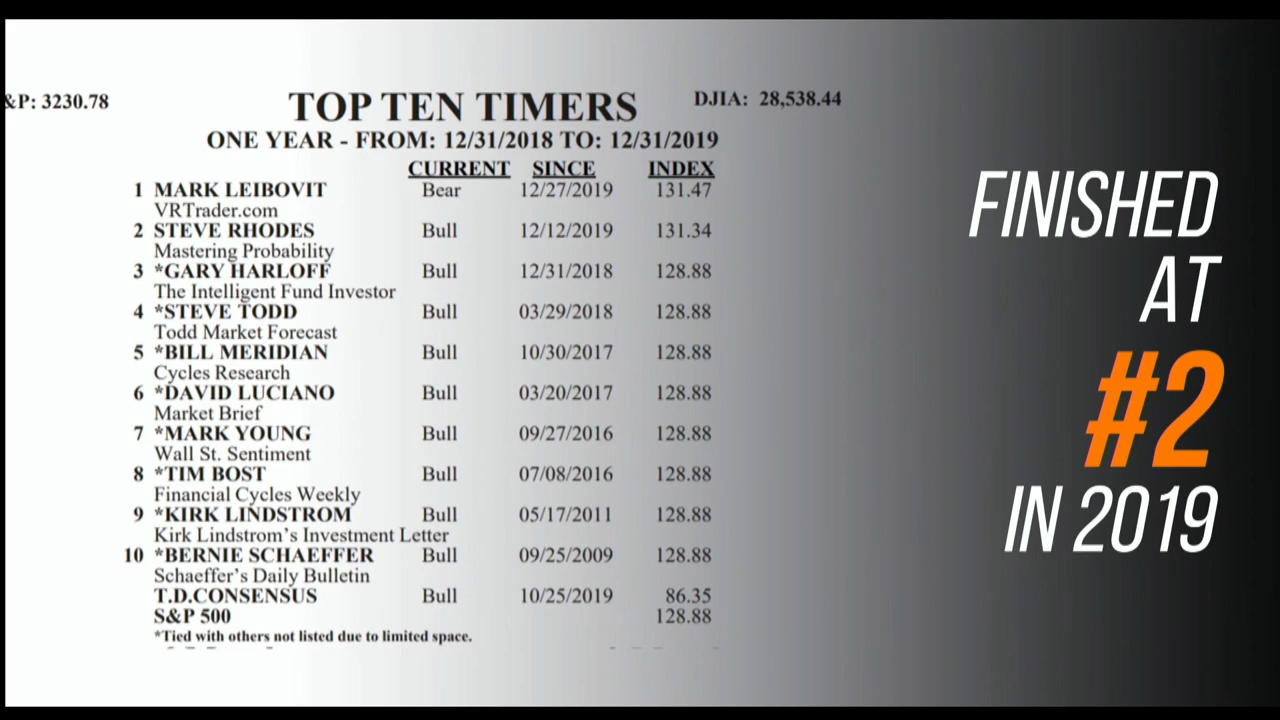 &P: 3230.78
TOP TEN TIMERS
DJIA: 28,538.44
ONE YEAR - FROM: 12/31/2018 TO: 12/31/2019
CURRENT SINCE INDEX
1 MARK LEIBOVIT Bear 12/27/2019 131.47
VRTrader.com
2 STEVE RHODES Bull 12/12/2019 131.34
Mastering Probability
3 *GARY HARLOFF Bull 12/31/2018 128.88
The Intelligent Fund Investor
4 *STEVE TODD Bull 03/29/2018 128.88
Todd Market Forecast
5 *BILL MERIDIAN Bull 10/30/2017 128.88
Cycles Research
6 *DAVID LUCIANO Bull 03/20/2017 128.88
Market Brief
7 *MARK YOUNG Bull 09/27/2016 128.88
Wall St. Sentiment
8 *TIM BOST Bull 07/08/2016 128.88
Financial Cycles Weekly
9 *KIRK LINDSTROM Bull 05/17/2011 128.88
Kirk Lindstrom's Investment Letter
10 *BERNIE SCHAEFFER Bull 09/25/2009 128.88
Schaeffer's Daily Bulletin
T.D.CONSENSUS Bull 10/25/2019 86.35
S&P 500 128.88
*Tied with others not listed due to limited space.
FINISHED
AT
#2
IN 2019